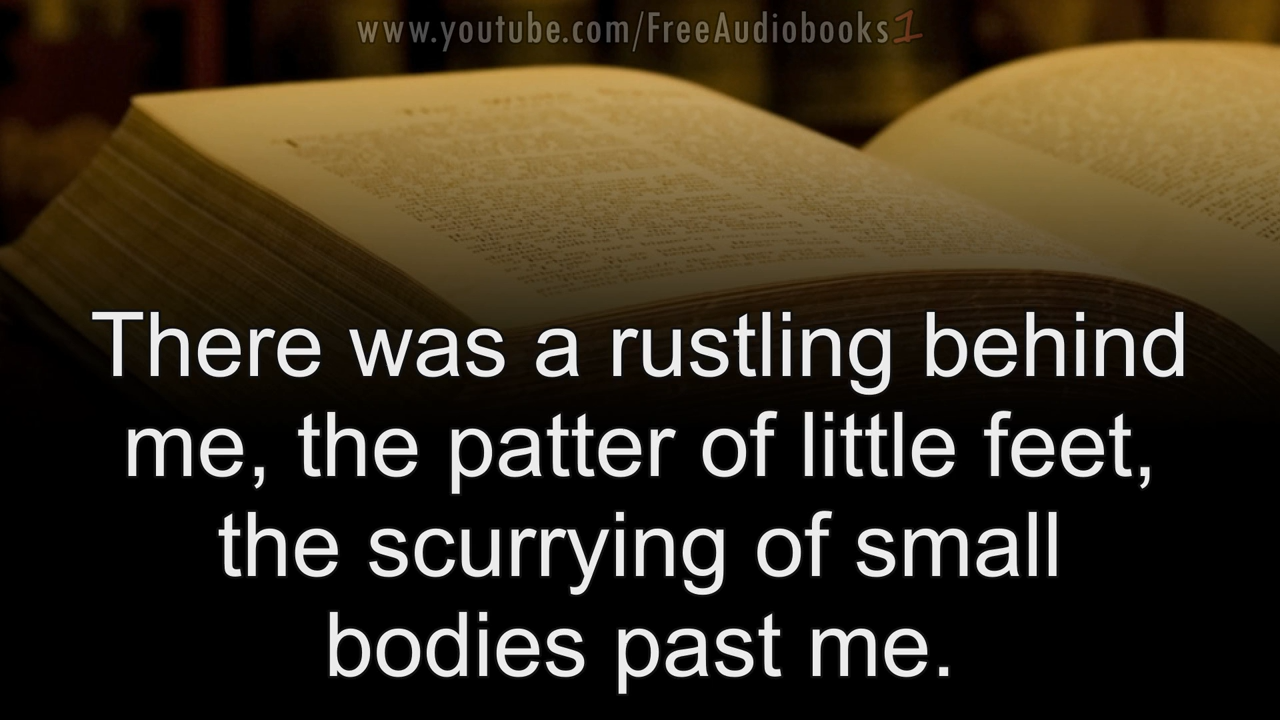 www.youtube.com/FreeAudiobooks1
There was a rustling behind
me, the patter of little feet,
the scurrying of small
bodies past me.